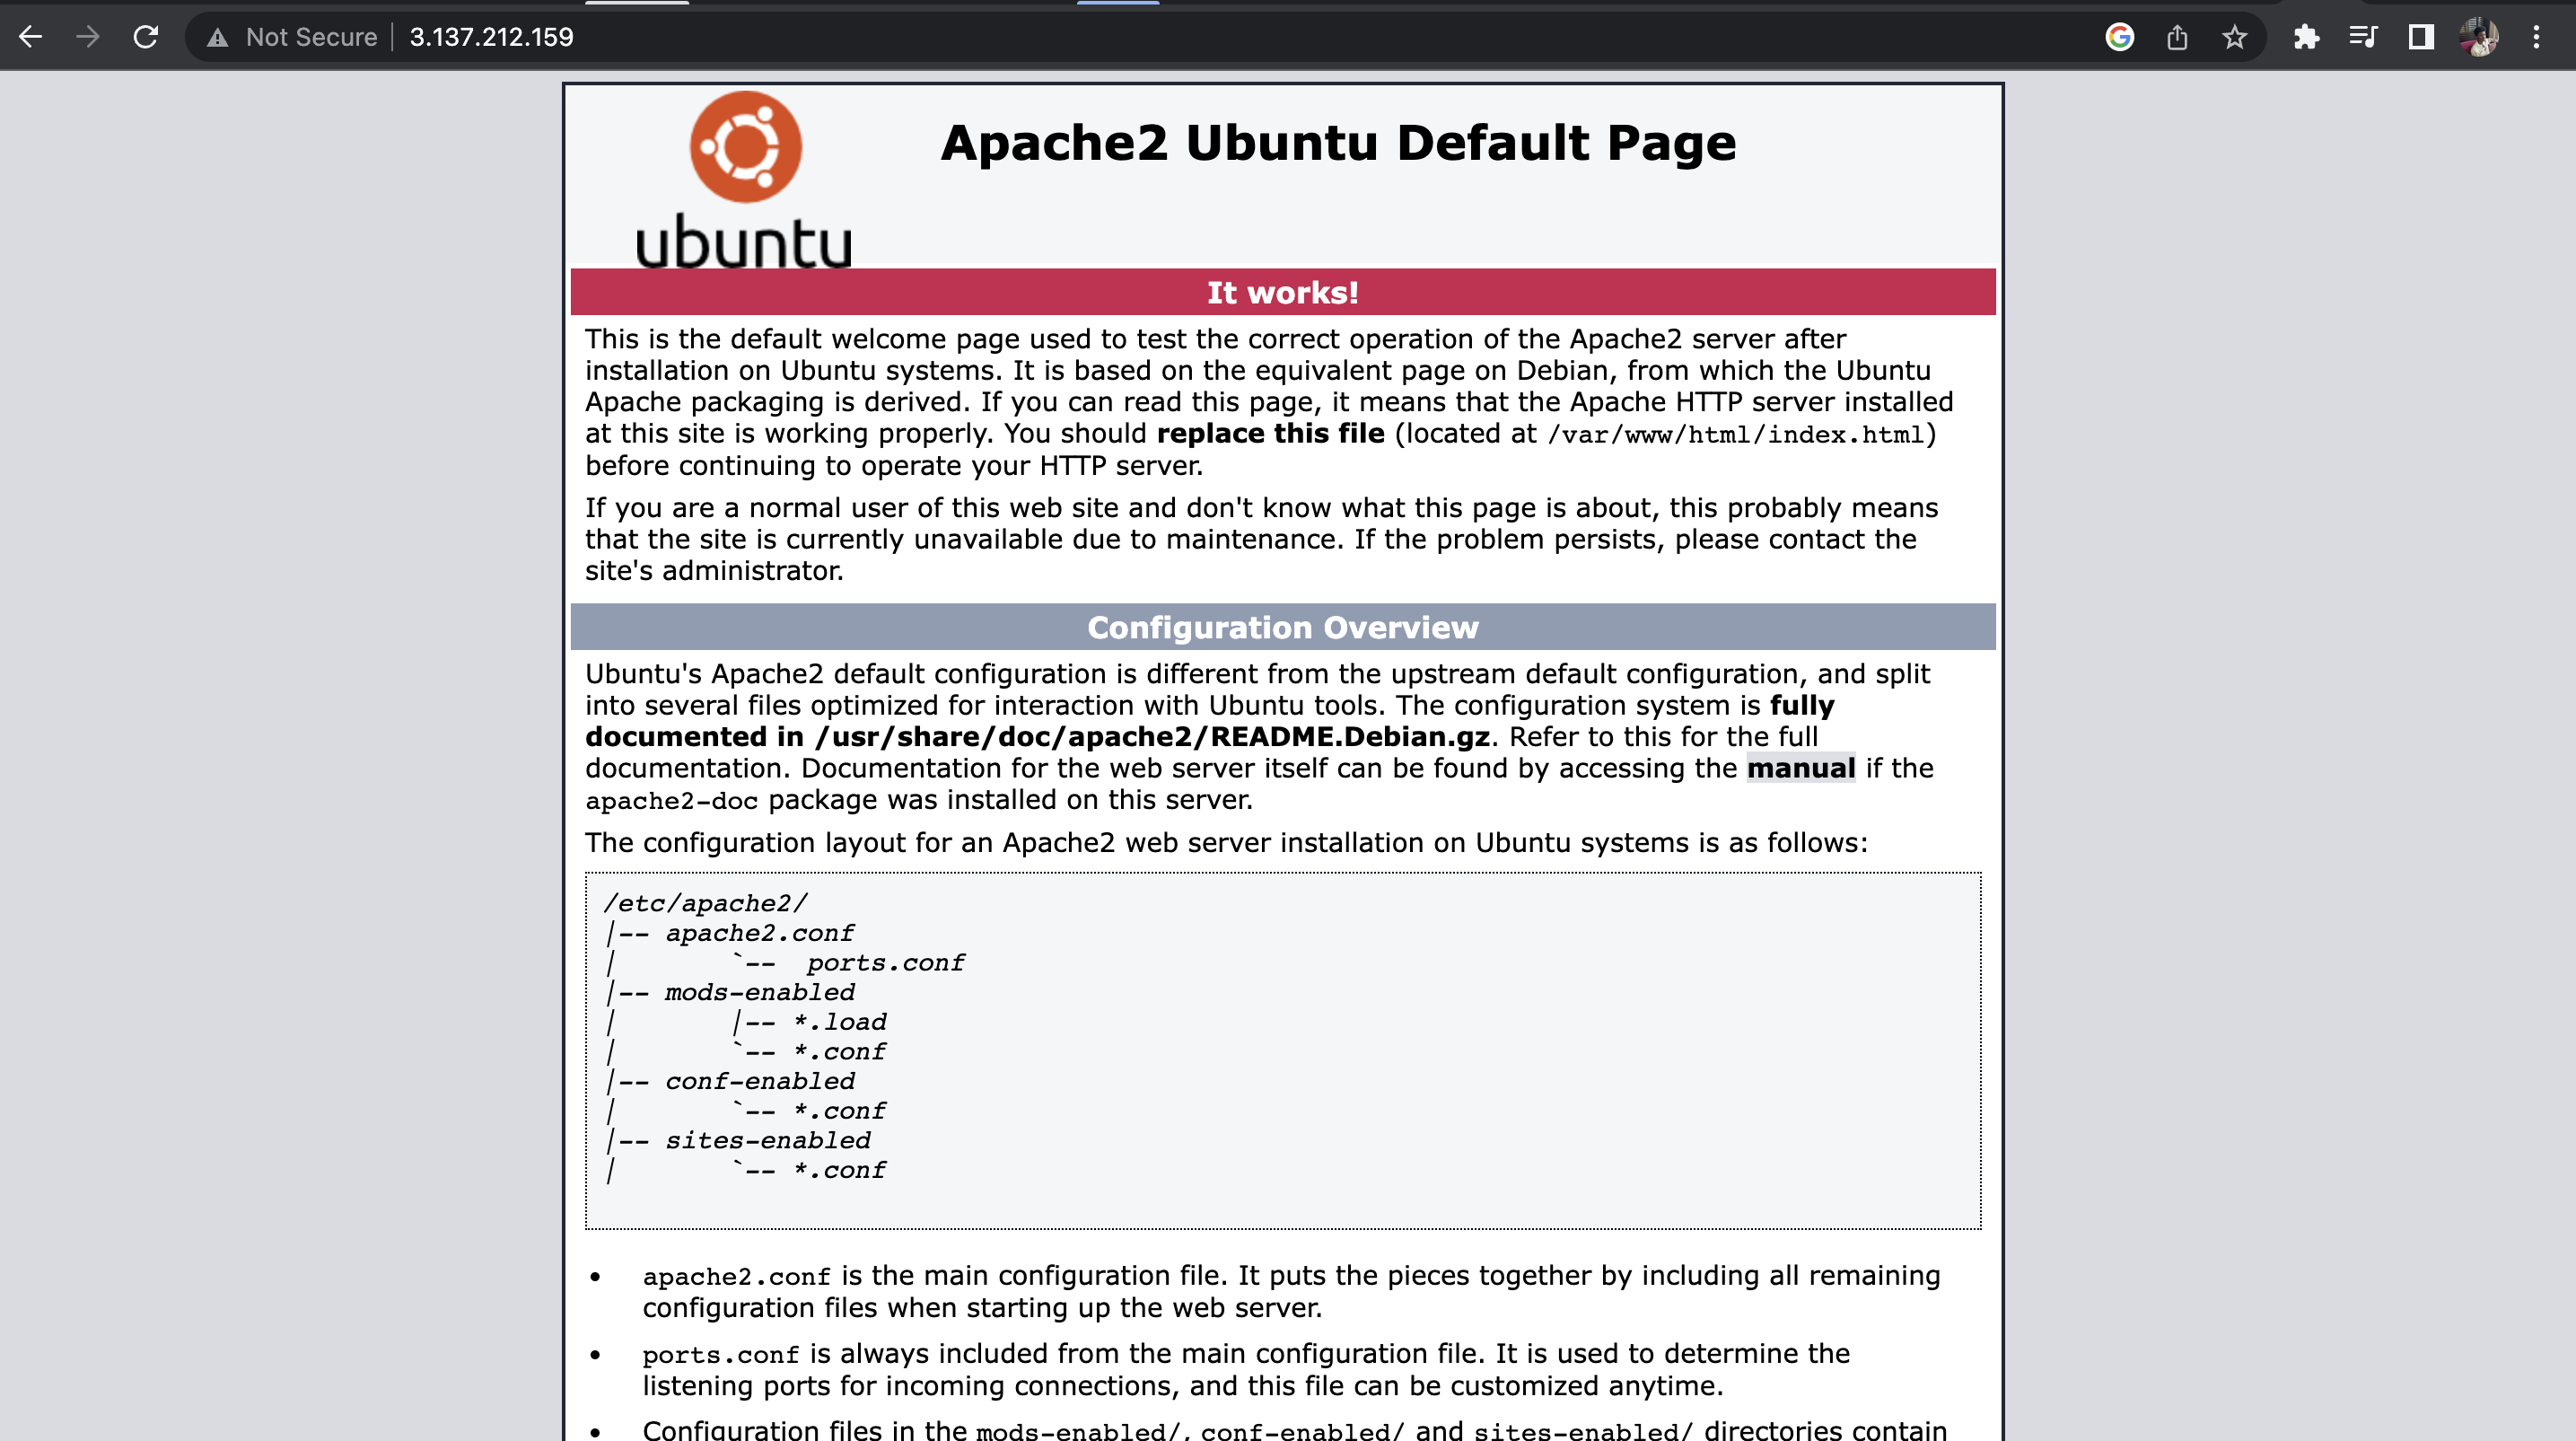 Not Secure | 3.137.212.159
Apache2 Ubuntu Default Page
ubuntu
It works!
This is the default welcome page used to test the correct operation of the Apache2 server after
installation on Ubuntu systems. It is based on the equivalent page on Debian, from which the Ubuntu
Apache packaging is derived. If you can read this page, it means that the Apache HTTP server installed
at this site is working properly. You should replace this file (located at /var/www/html/index.html)
before continuing to operate your HTTP server.
If you are a normal user of this web site and don't know what this page is about, this probably means
that the site is currently unavailable due to maintenance. If the problem persists, please contact the
site's administrator.
Configuration Overview
Ubuntu's Apache2 default configuration is different from the upstream default configuration, and split
into several files optimized for interaction with Ubuntu tools. The configuration system is fully
documented in /usr/share/doc/apache2/README.Debian.gz. Refer to this for the full
documentation. Documentation for the web server itself can be found by accessing the manual if the
apache2-doc package was installed on this server.
The configuration layout for an Apache2 web server installation on Ubuntu systems is as follows:
/etc/apache2/
|-- apache2.conf
|       `--  ports.conf
|-- mods-enabled
|       |-- *.load
|       `-- *.conf
|-- conf-enabled
|       `-- *.conf
|-- sites-enabled
|       `-- *.conf
• apache2.conf is the main configuration file. It puts the pieces together by including all remaining
configuration files when starting up the web server.
• ports.conf is always included from the main configuration file. It is used to determine the
listening ports for incoming connections, and this file can be customized anytime.
• Configuration files in the mods-enabled/, conf-enabled/ and sites-enabled/ directories contain